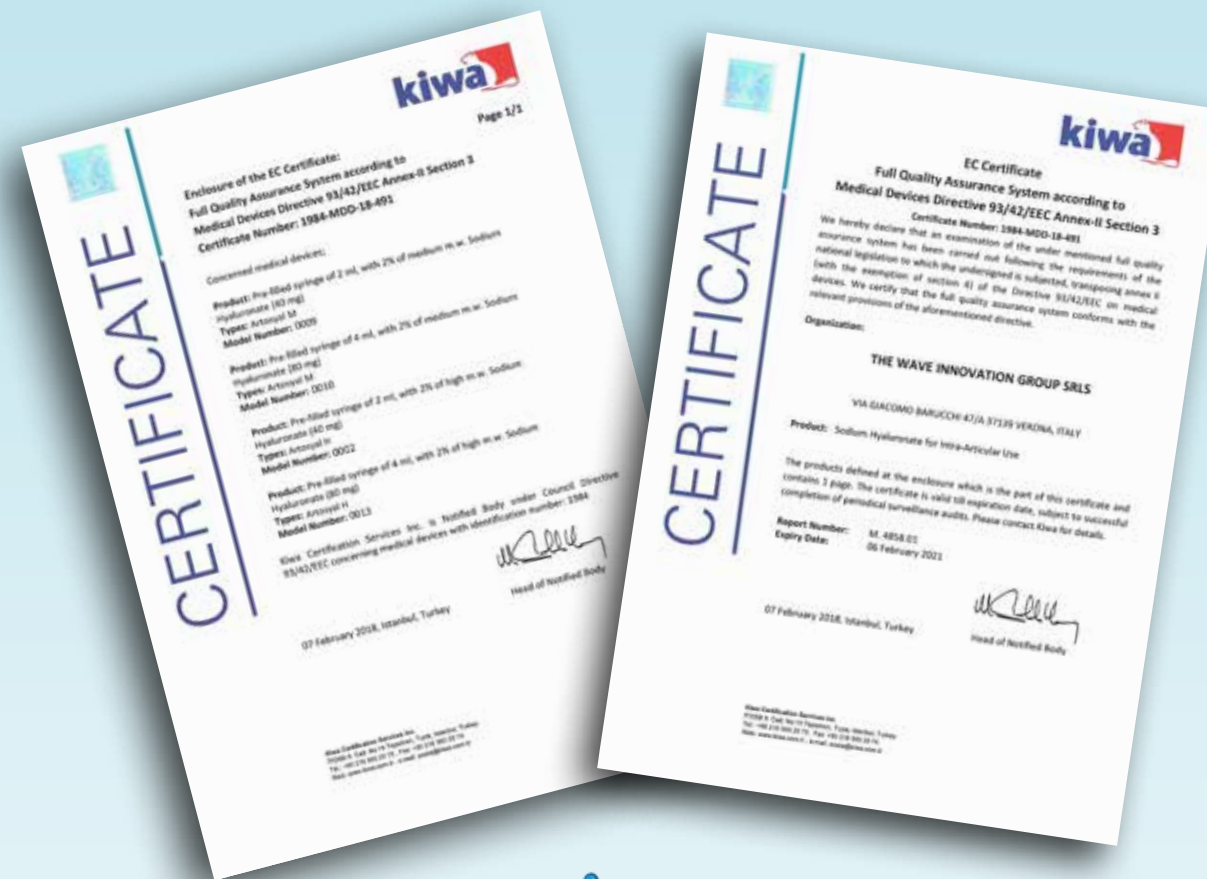 CERTIFICATE
kiwa
Page 1/1
Enclosure of the EC Certificate:
Full Quality Assurance System according to
Medical Devices Directive 93/42/EEC Annex-II Section 3
Certificate Number: 1984-MDD-18-491
Concerned medical devices;
Product: Pre-filled syringe of 2 ml, with 2% of medium m.w. Sodium
Hyaluronate (40 mg)
Types: Artosyal M
Model Number: 0009
Product: Pre-filled syringe of 4 ml, with 2% of medium m.w. Sodium
Hyaluronate (80 mg)
Types: Artosyal M
Model Number: 0010
Product: Pre-filled syringe of 2 ml, with 2% of high m.w. Sodium
Hyaluronate (40 mg)
Types: Artosyal H
Model Number: 0002
Product: Pre-filled syringe of 4 ml, with 2% of high m.w. Sodium
Hyaluronate (80 mg)
Types: Artosyal H
Model Number: 0013
Kiwa Certification Services Inc. is Notified Body under Council Directive
93/42/EEC concerning medical devices with identification number: 1984
Head of Notified Body
07 February 2018, Istanbul, Turkey
Kiwa Certification Services Inc.
CERTIFICATE
kiwa
EC Certificate
Full Quality Assurance System according to
Medical Devices Directive 93/42/EEC Annex-II Section 3
Certificate Number: 1984-MDD-18-491
We hereby declare that an examination of the under mentioned full quality
assurance system has been carried out following the requirements of the
national legislation to which the undersigned is subjected, transposing annex II
(with the exemption of section 4) of the Directive 93/42/EEC on medical
devices. We certify that the full quality assurance system conforms with the
relevant provisions of the aforementioned directive.
Organization:
THE WAVE INNOVATION GROUP SRLS
VIA GIACOMO BARUCCHI 47/A 37139 VERONA, ITALY
Product: Sodium Hyaluronate for Intra-Articular Use
The products defined at the enclosure which is the part of this certificate and
contains 1 page. The certificate is valid till expiration date, subject to successful
completion of periodical surveillance audits. Please contact Kiwa for details.
Report Number: M. 4858.01
Expiry Date: 06 February 2021
07 February 2018, Istanbul, Turkey
Head of Notified Body
Kiwa Certification Services Inc.